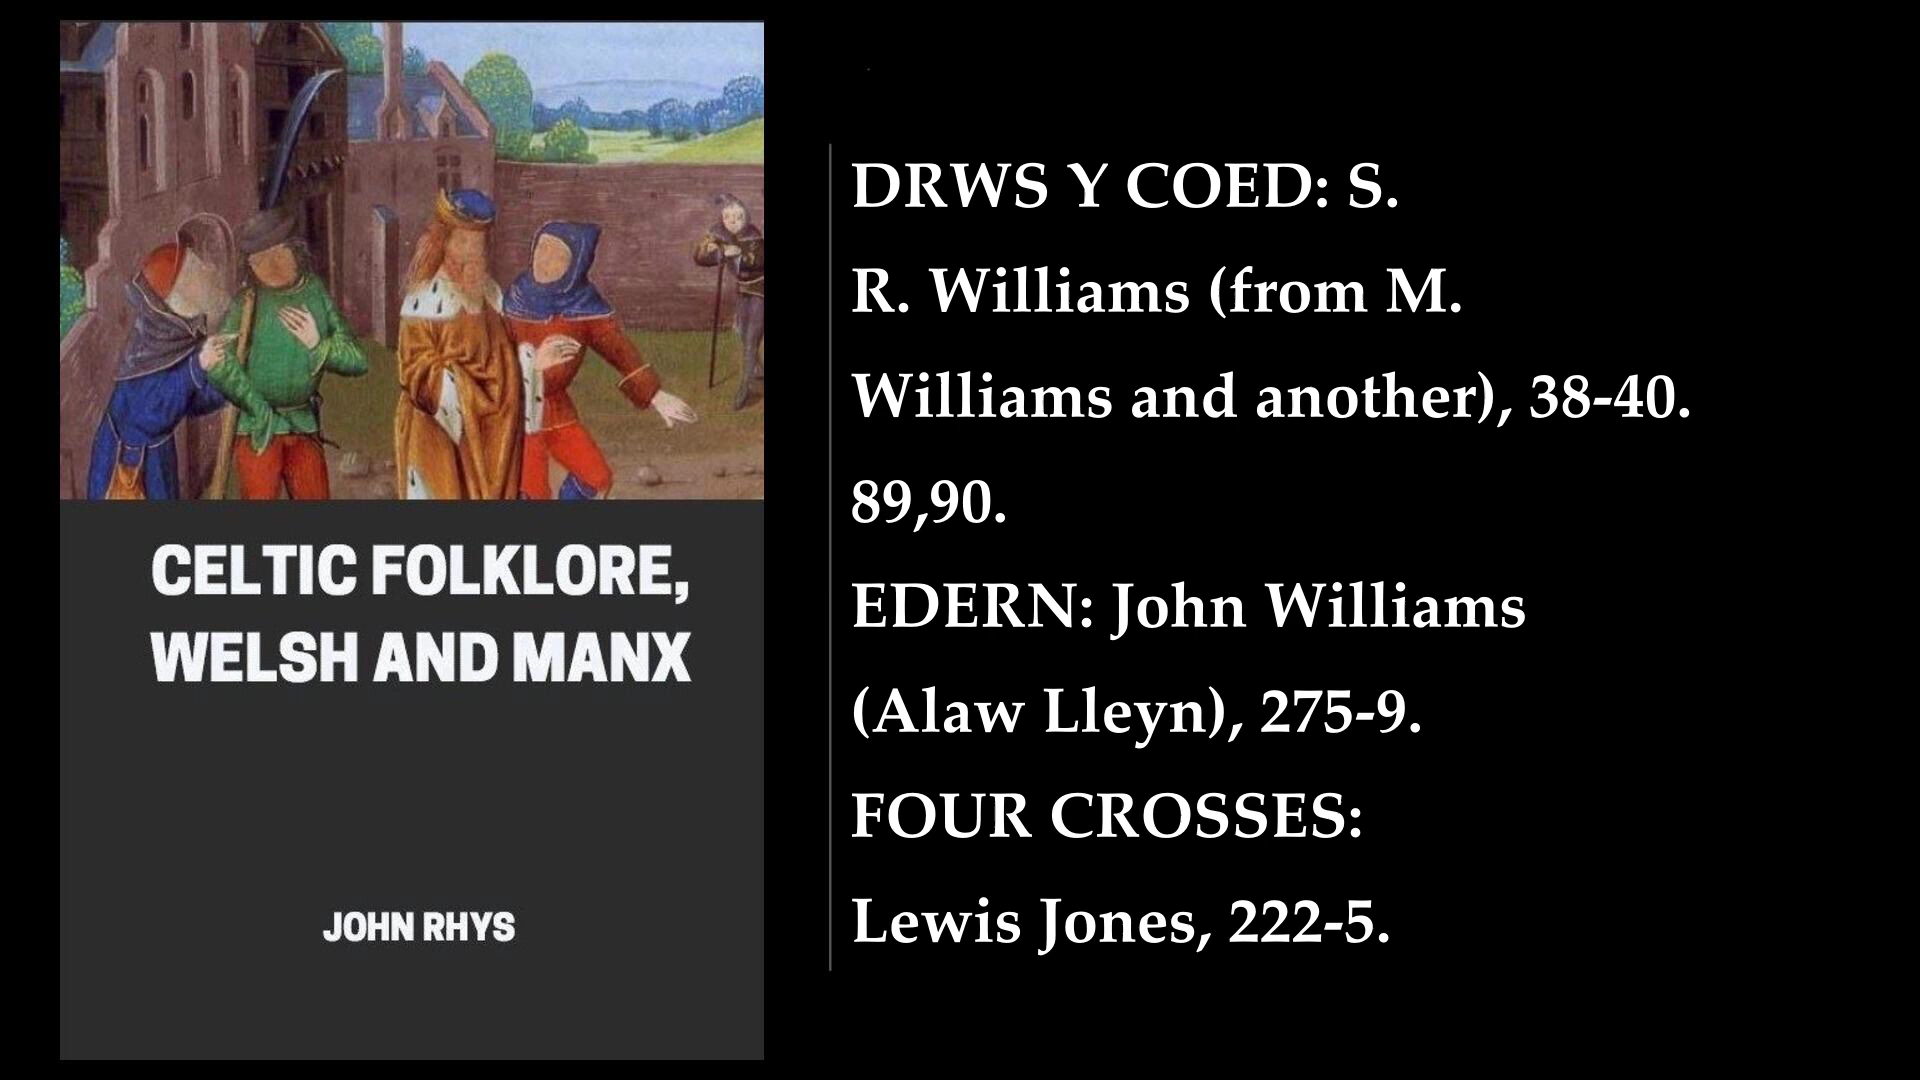 CELTIC FOLKLORE,
WELSH AND MANX
JOHN RHYS
DRWS Y COED: S.
R. Williams (from M.
Williams and another), 38-40.
89,90.
EDERN: John Williams
(Alaw Lleyn), 275-9.
FOUR CROSSES:
Lewis Jones, 222-5.